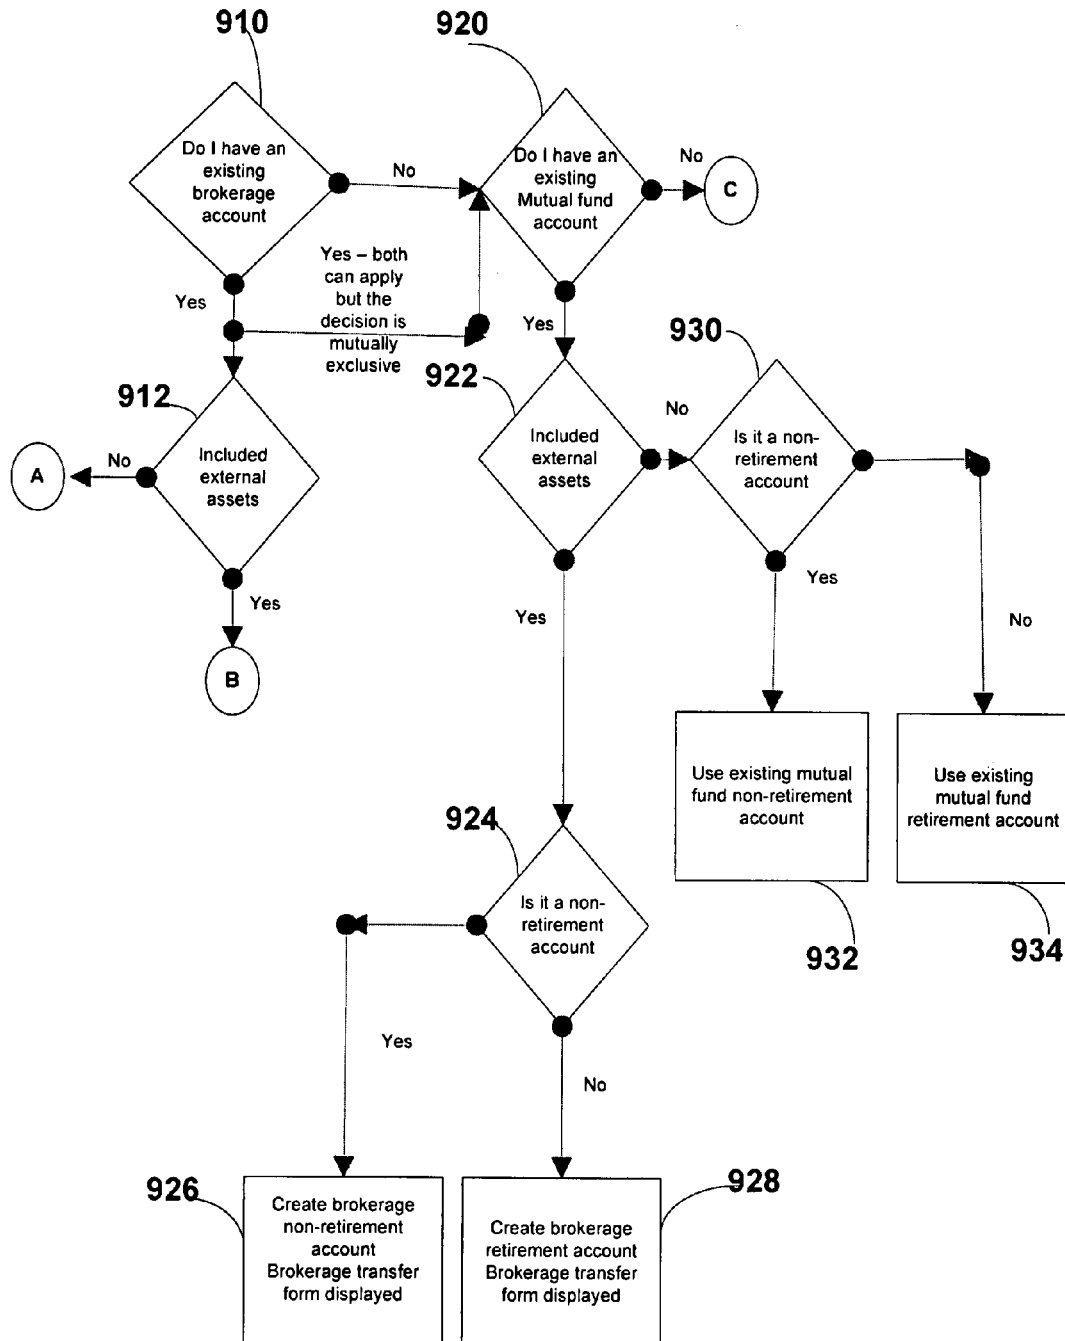 910
920
Do I have an
existing
brokerage
account
No
Do I have an
existing
Mutual fund
account
No
C
Yes
Yes – both
can apply
but the
decision is
mutually
exclusive
Yes
930
922
912
No
A
No
Included
external
assets
Included
external
assets
Is it a non-
retirement
account
Yes
B
Yes
Yes
No
Use existing mutual
fund non-retirement
account
Use existing
mutual fund
retirement account
924
Is it a non-
retirement
account
932
934
Yes
No
926
928
Create brokerage
non-retirement
account
Brokerage transfer
form displayed
Create brokerage
retirement account
Brokerage transfer
form displayed